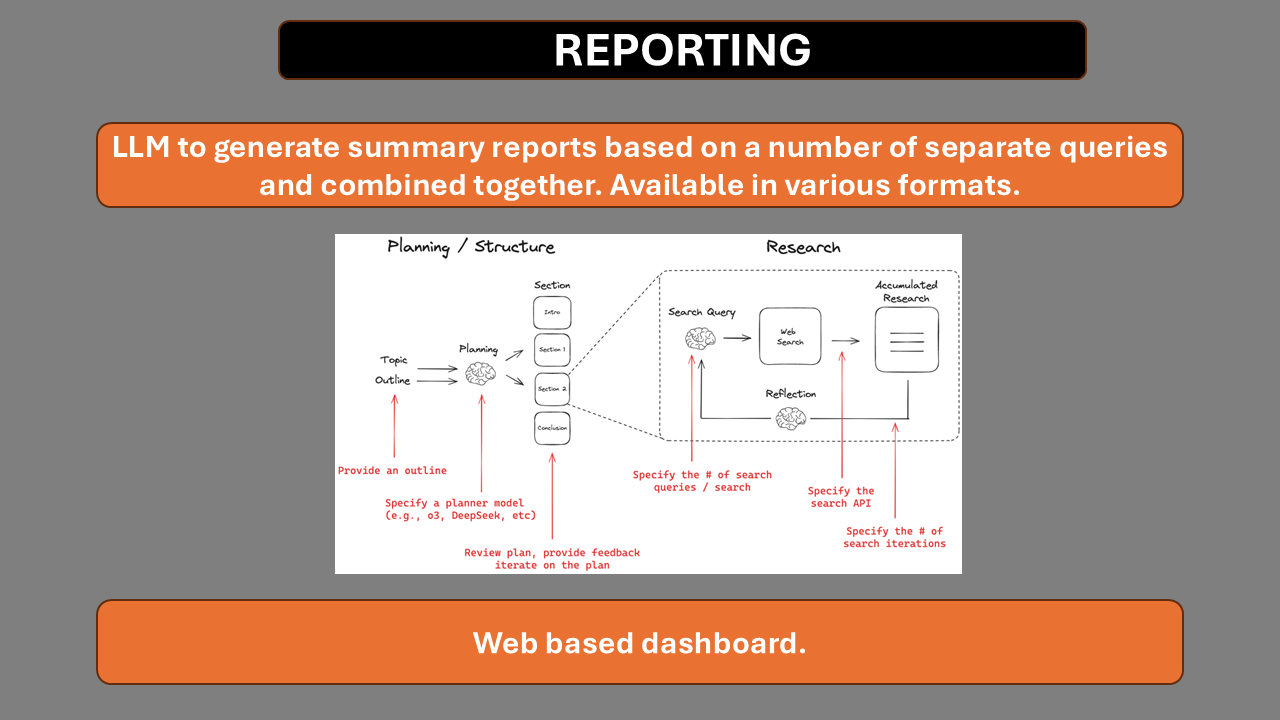 REPORTING
LLM to generate summary reports based on a number of separate queries
and combined together. Available in various formats.
Planning / Structure
Research
Section
Intro
Section 1
Section 2
Conclusion
Planning
Topic
Outline
Search Query
Web
Search
Accumulated
Research
Reflection
Provide an outline
Specify a planner model
(e.g., o3, DeepSeek, etc)
Review plan, provide feedback
iterate on the plan
Specify the # of search
queries / search
Specify the
search API
Specify the # of
search iterations
Web based dashboard.